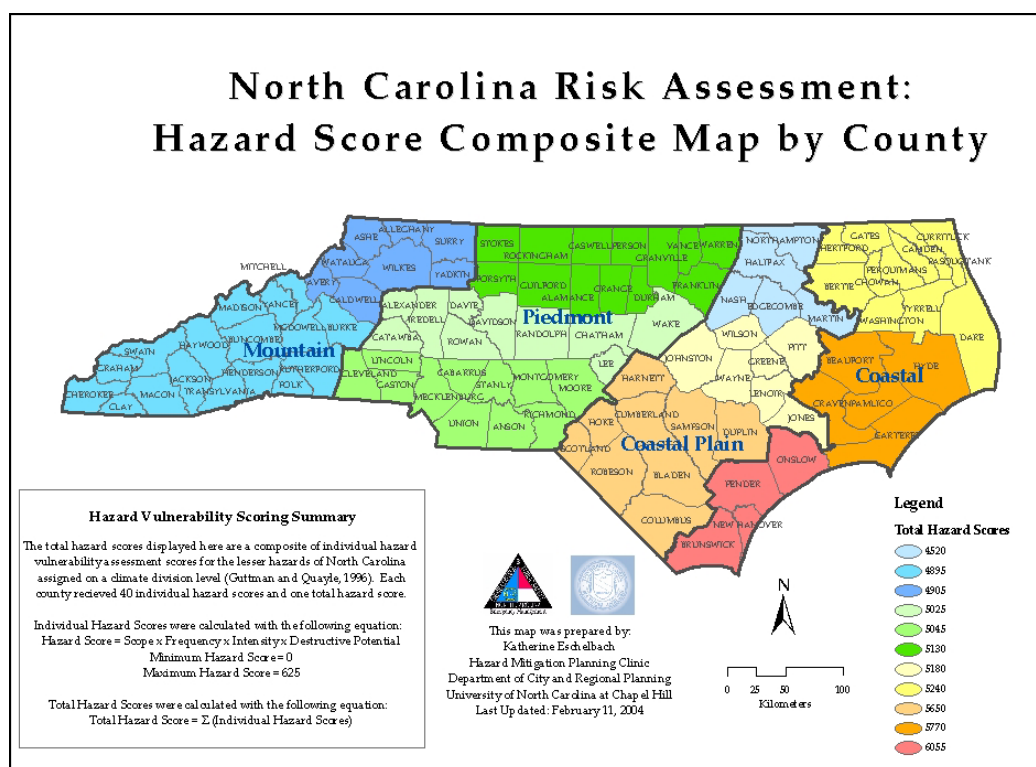 North Carolina Risk Assessment:
Hazard Score Composite Map by County
ASHE
ALLEGHANY
SURRY
STOKES
ROCKINGHAM
CASWELL
PERSON
GRANVILLE
VANCE
WARREN
NORTHAMPTON
GATES
HERTFORD
CURRITUCK
CAMDEN
PASQUOTANK
PERQUIMANS
CHOWAN
BERTIE
HALIFAX
WATAUGA
WILKES
YADKIN
FORSYTH
GUILFORD
ALAMANCE
ORANGE
DURHAM
FRANKLIN
NASH
EDGECOMBE
MARTIN
WASHINGTON
TYRRELL
DARE
MITCHELL
AVERY
CALDWELL
ALEXANDER
DAVIE
IREDELL
DAVIDSON
RANDOLPH
CHATHAM
WAKE
Piedmont
MADISON
YANCEY
MCDOWELL
BURKE
BUNCOMBE
HAYWOOD
Mountain
CATAWBA
ROWAN
LEE
JOHNSTON
WILSON
PITT
GREENE
WAYNE
LENOIR
JONES
BEAUFORT
HYDE
Coastal
CRAVEN
PAMLICO
CARTERET
SWAIN
GRAHAM
CHEROKEE
CLAY
MACON
JACKSON
TRANSYLVANIA
HENDERSON
RUTHERFORD
POLK
LINCOLN
CLEVELAND
GASTON
CABARRUS
MECKLENBURG
STANLY
MONTGOMERY
MOORE
UNION
ANSON
RICHMOND
HARNETT
HOKE
CUMBERLAND
SAMPSON
DUPLIN
Coastal Plain
SCOTLAND
ROBESON
BLADEN
COLUMBUS
ONSLOW
PENDER
NEW HANOVER
BRUNSWICK
Hazard Vulnerability Scoring Summary
The total hazard scores displayed here are a composite of individual hazard
vulnerability assessment scores for the lesser hazards of North Carolina
assigned on a climate division level (Guttman and Quayle, 1996). Each
county recieved 40 individual hazard scores and one total hazard score.
Individual Hazard Scores were calculated with the following equation:
Hazard Score = Scope x Frequency x Intensity x Destructive Potential
Minimum Hazard Score = 0
Maximum Hazard Score = 625
Total Hazard Scores were calculated with the following equation:
Total Hazard Score = Σ (Individual Hazard Scores)
Emergency Management
This map was prepared by:
Katherine Eschelbach
Hazard Mitigation Planning Clinic
Department of City and Regional Planning
University of North Carolina at Chapel Hill
Last Updated: February 11, 2004
N
0 25 50 100
Kilometers
Legend
Total Hazard Scores
4520
4895
4905
5025
5045
5130
5180
5240
5650
5770
6055